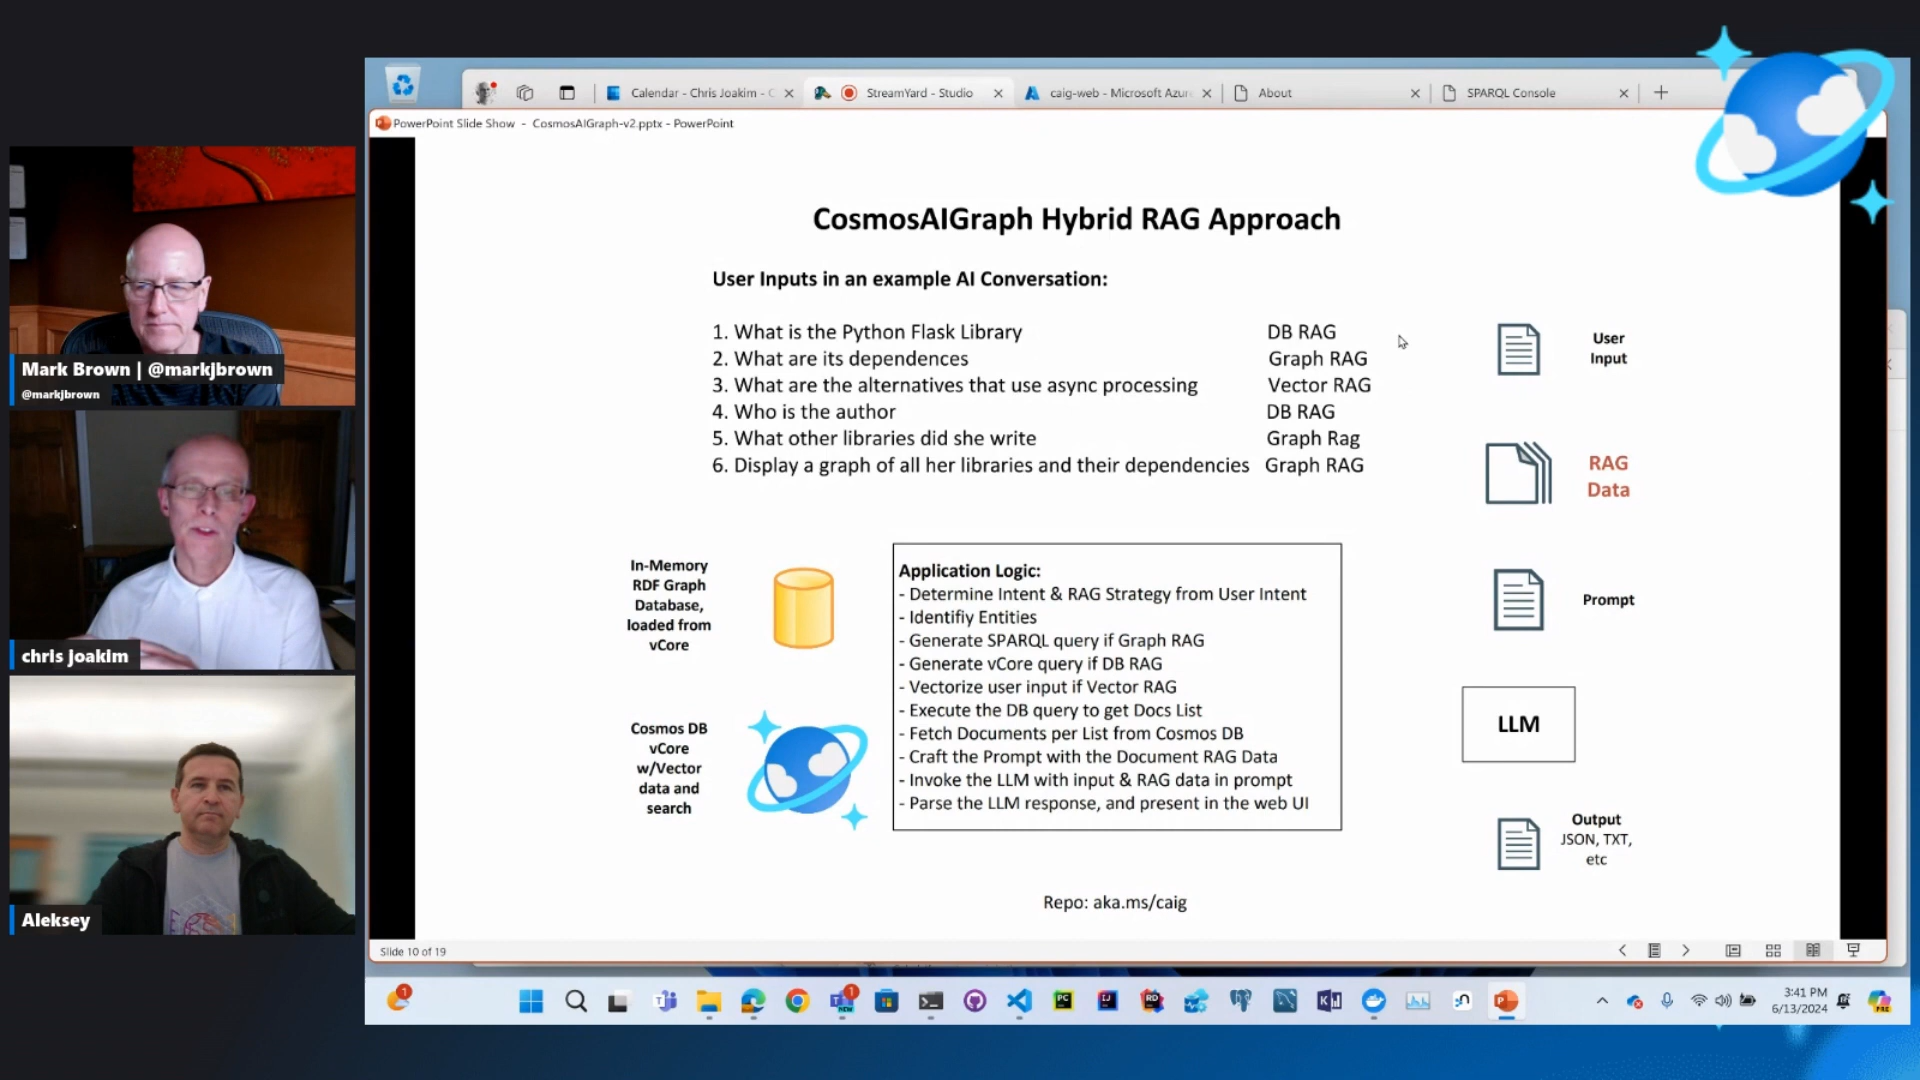 Calendar - Chris Joakim - C
StreamYard - Studio
caig-web - Microsoft Azur
About
SPARQL Console
PowerPoint Slide Show - CosmosAIGraph-v2.pptx - PowerPoint
CosmosAIGraph Hybrid RAG Approach
User Inputs in an example AI Conversation:
1. What is the Python Flask Library DB RAG
2. What are its dependences Graph RAG
3. What are the alternatives that use async processing Vector RAG
4. Who is the author DB RAG
5. What other libraries did she write Graph Rag
6. Display a graph of all her libraries and their dependencies Graph RAG
User
Input
RAG
Data
Prompt
LLM
Output
JSON, TXT,
etc
In-Memory
RDF Graph
Database,
loaded from
vCore
Cosmos DB
vCore
w/Vector
data and
search
Application Logic:
- Determine Intent & RAG Strategy from User Intent
- Identifiy Entities
- Generate SPARQL query if Graph RAG
- Generate vCore query if DB RAG
- Vectorize user input if Vector RAG
- Execute the DB query to get Docs List
- Fetch Documents per List from Cosmos DB
- Craft the Prompt with the Document RAG Data
- Invoke the LLM with input & RAG data in prompt
- Parse the LLM response, and present in the web UI
Repo: aka.ms/caig
Slide 10 of 19
Mark Brown | @markjbrown
@markjbrown
chris joakim
Aleksey
1
1
NEW
PC
IJ
RD
3:41 PM
6/13/2024
PRE